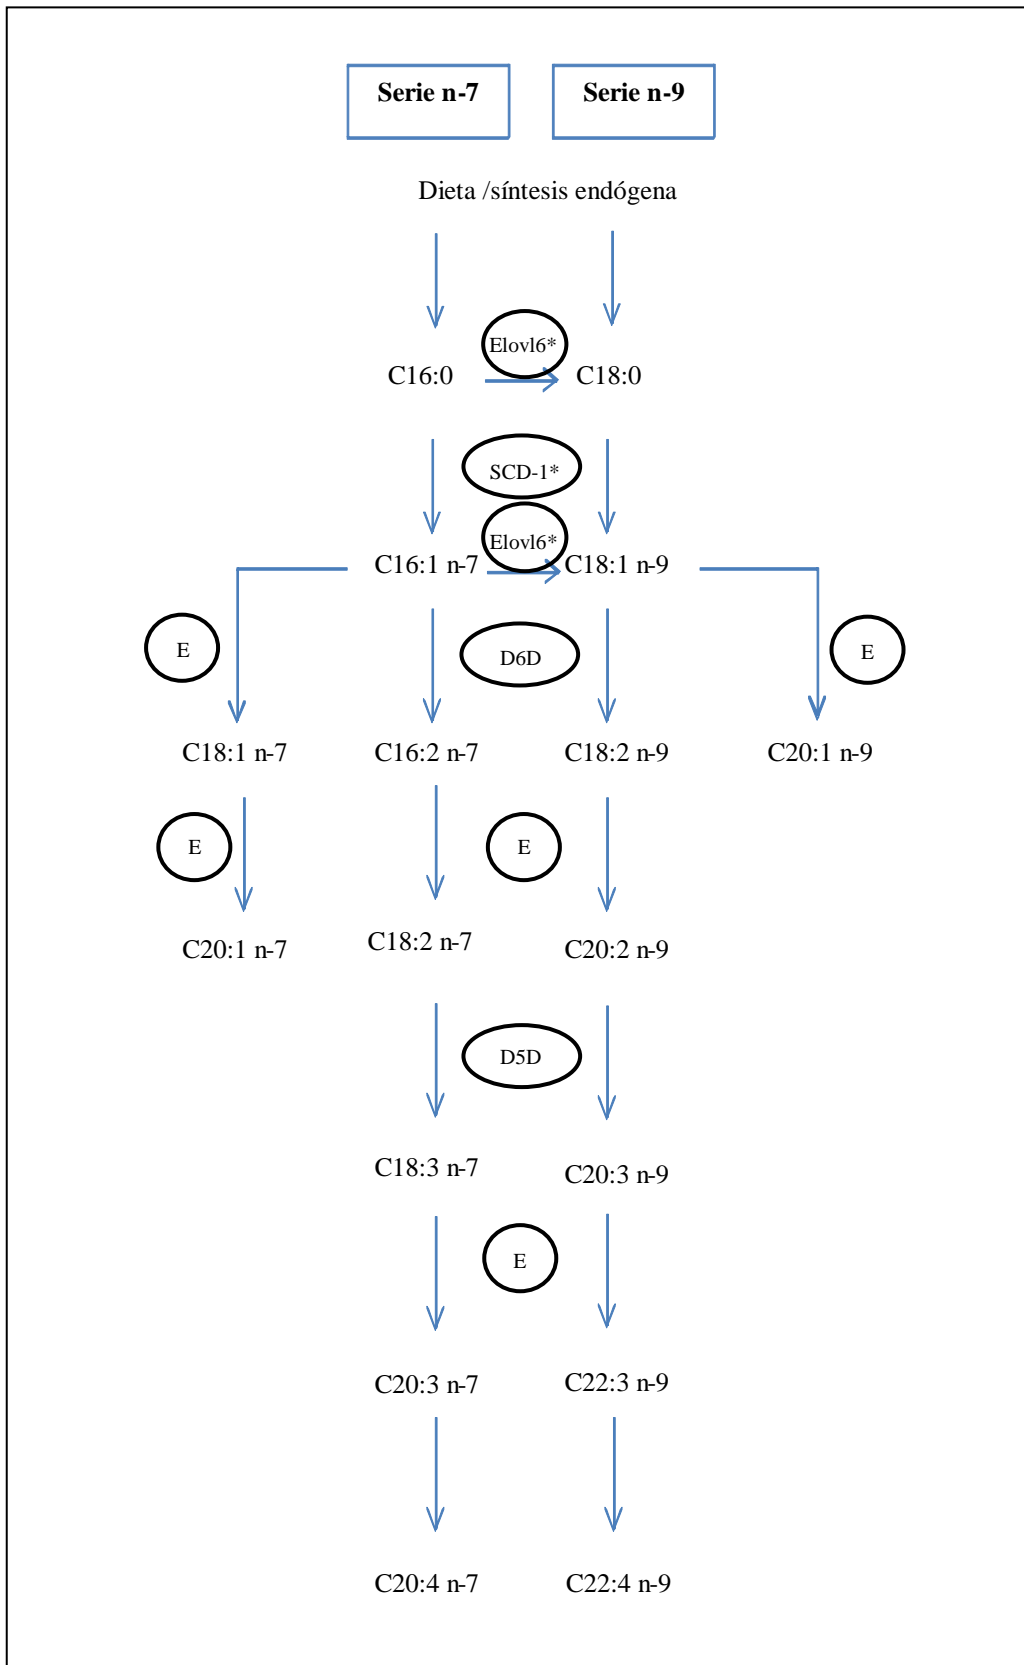 Serie n-7 Serie n-9
Dieta /síntesis endógena
Elovl6*
C16:0 C18:0
SCD-1*
Elovl6*
C16:1 n-7 C18:1 n-9
E D6D E
C18:1 n-7 C16:2 n-7 C18:2 n-9 C20:1 n-9
E E
C20:1 n-7 C18:2 n-7 C20:2 n-9
D5D
C18:3 n-7 C20:3 n-9
E
C20:3 n-7 C22:3 n-9
C20:4 n-7 C22:4 n-9